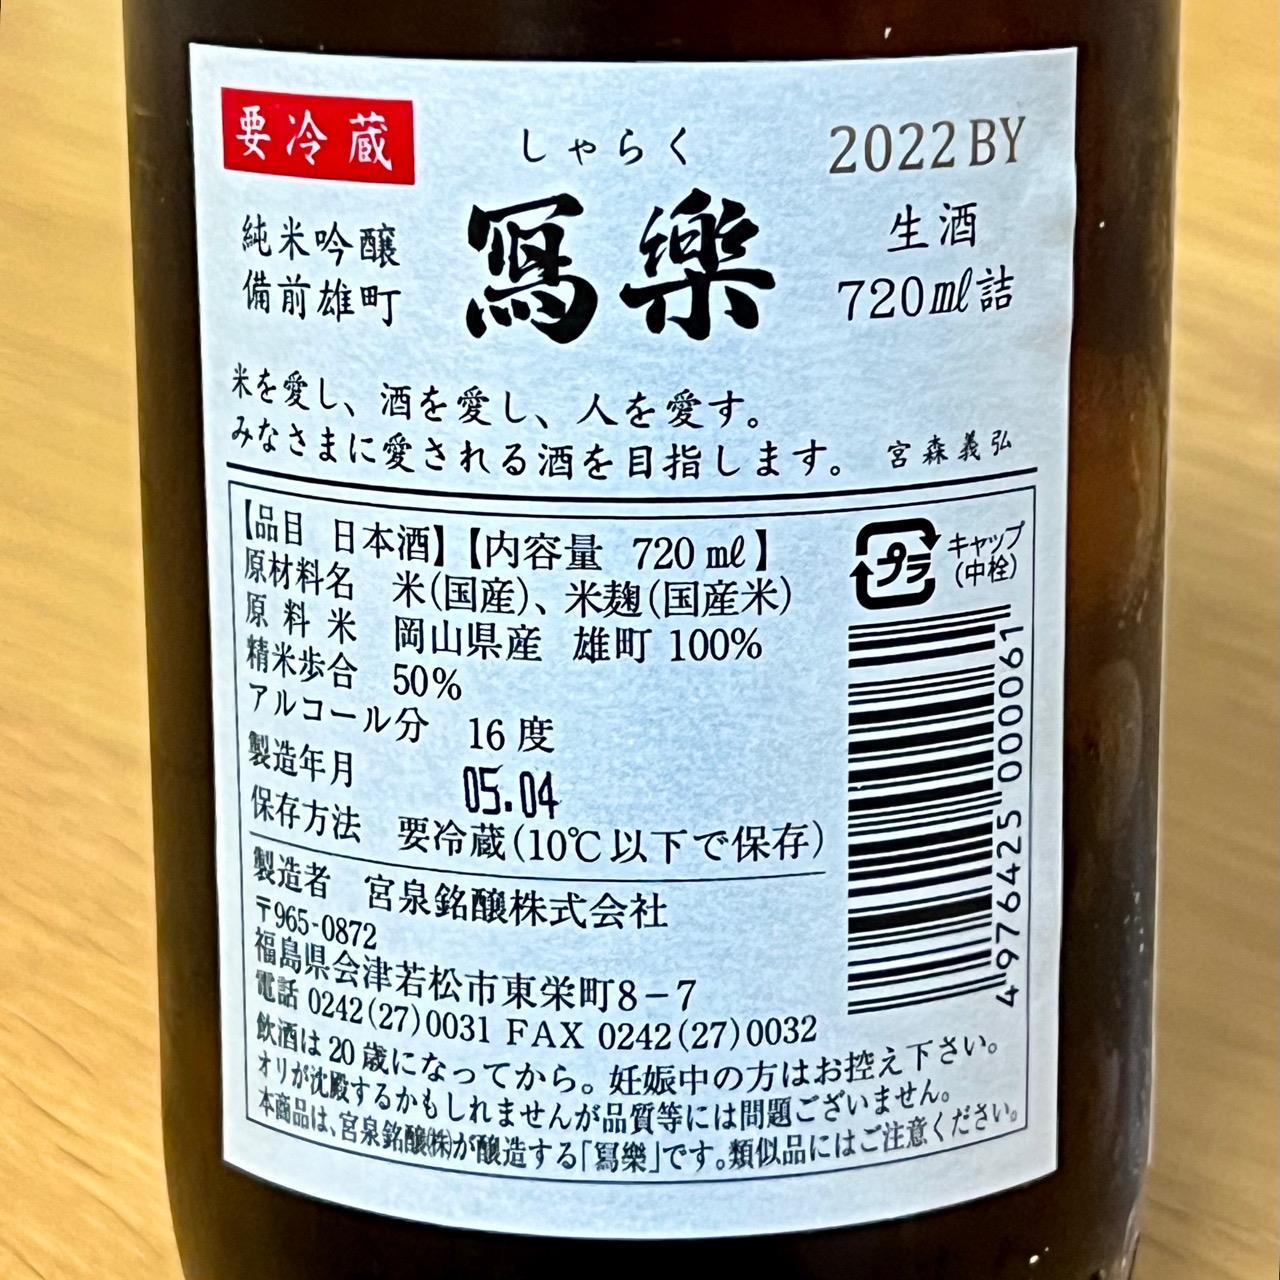 要冷蔵
しゃらく
2022BY
純米吟醸
備前雄町
寫樂
生酒
720㎖詰
米を愛し、酒を愛し、人を愛す。
みなさまに愛される酒を目指します。 宮森義弘
【品目 日本酒】【内容量 720㎖】
原材料名 米(国産)、米麹(国産米)
原料米 岡山県産 雄町100%
精米歩合 50%
アルコール分 16度
製造年月 05.04
保存方法 要冷蔵(10℃以下で保存)
プラ
キャップ
(中栓)
4976425000061
製造者 宮泉銘醸株式会社
〒965-0872
福島県会津若松市東栄町8-7
電話 0242(27)0031 FAX 0242(27)0032
飲酒は20歳になってから。妊娠中の方はお控え下さい。
オリが沈殿するかもしれませんが品質等には問題ございません。
本商品は、宮泉銘醸㈱が醸造する「寫樂」です。類似品にはご注意ください。